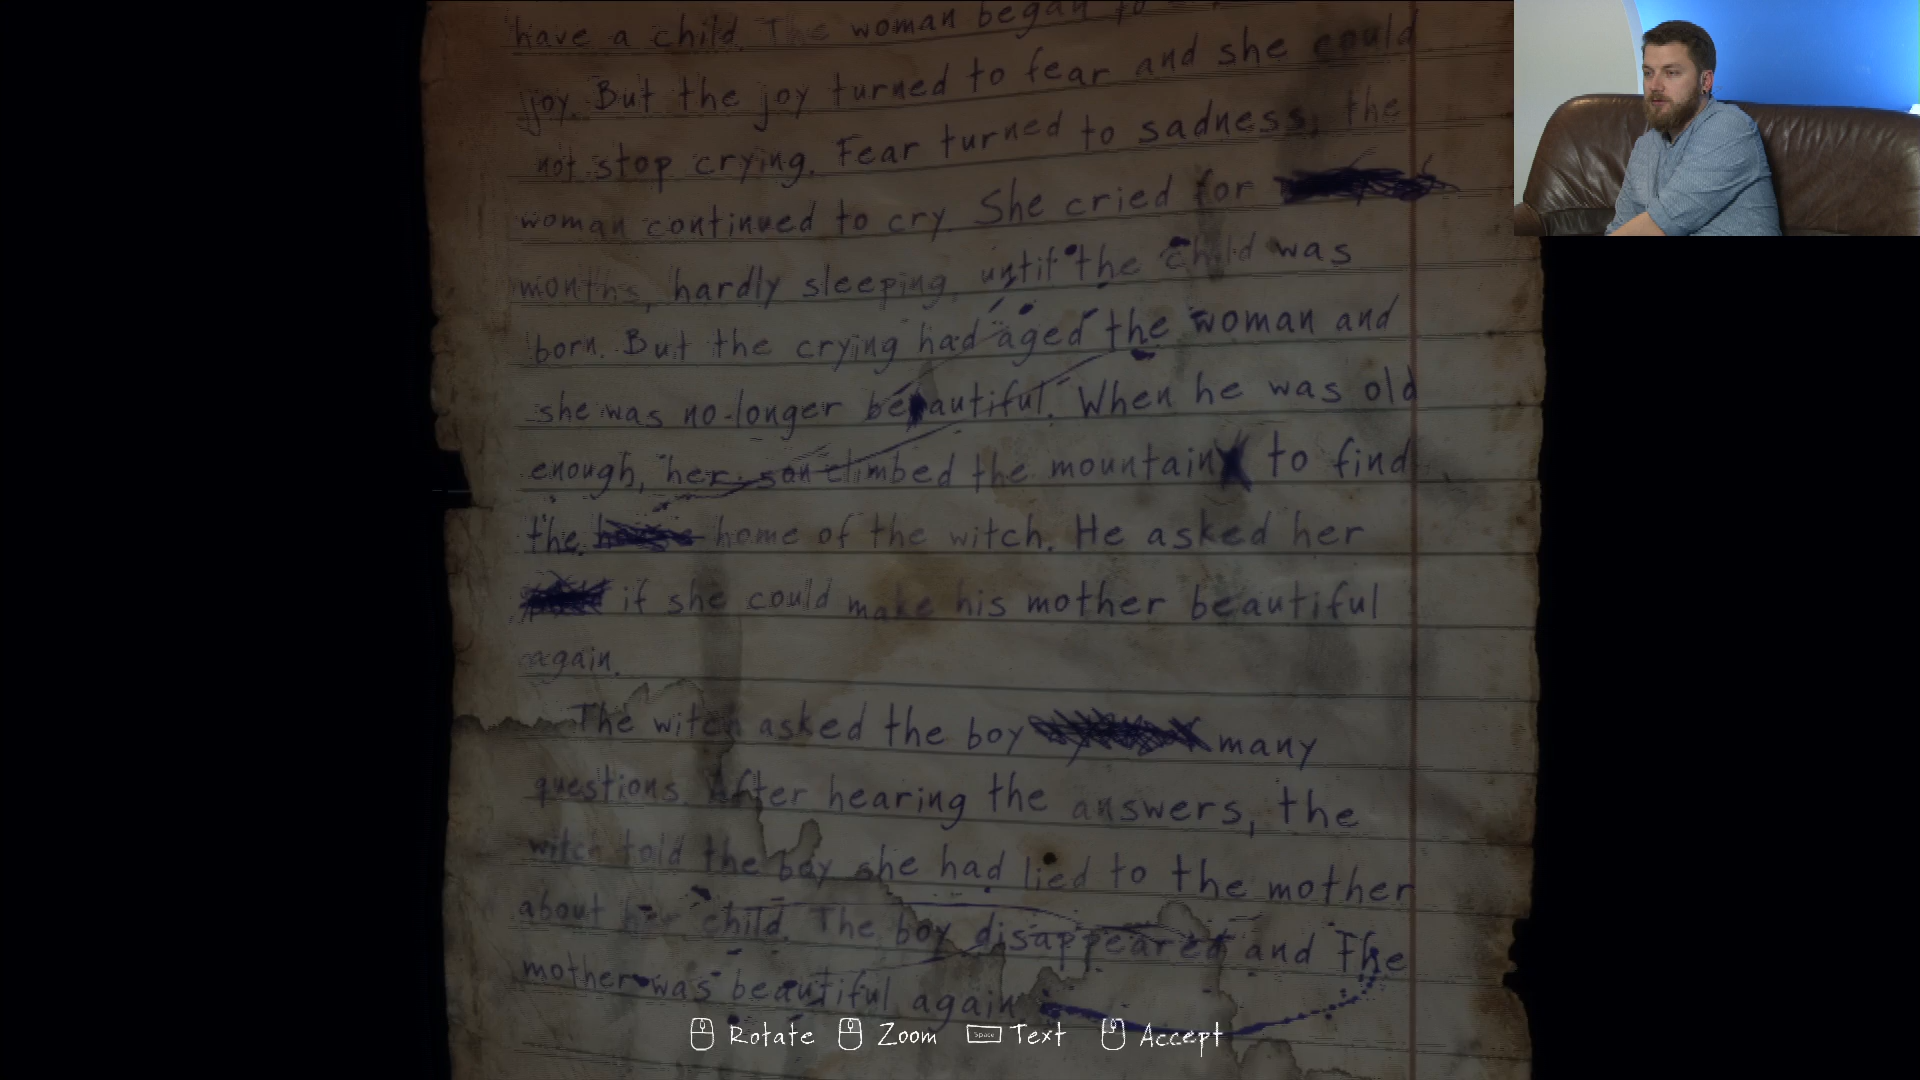 have a child. The woman began to
joy. But the joy turned to fear and she could
not stop crying. Fear turned to sadness, the
woman continued to cry. She cried for
months, hardly sleeping, until the child was
born. But the crying had aged the woman and
she was no-longer beautiful. When he was old
enough, her son climbed the mountain to find
the home of the witch. He asked her
if she could make his mother beautiful
again.
The witch asked the boy many
questions. After hearing the answers, the
witch told the boy she had lied to the mother
about her child. The boy disappeared and The
mother was beautiful again
Rotate Zoom Space Text Accept